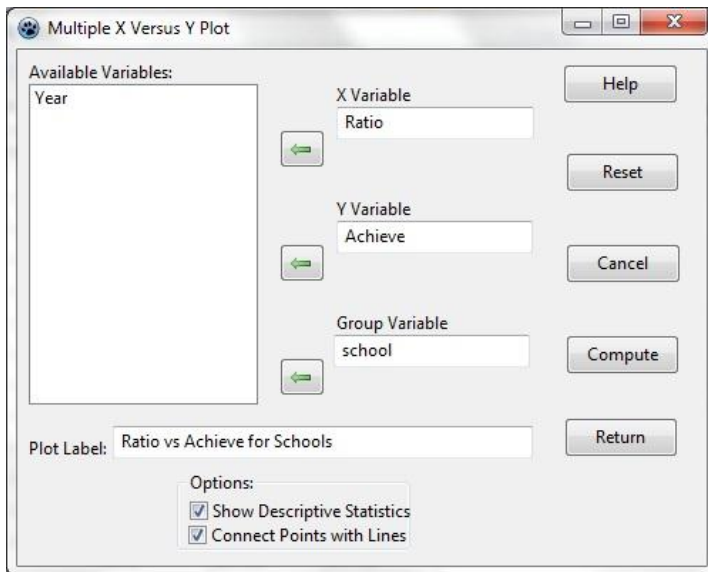 Multiple X Versus Y Plot
Available Variables:
Year
X Variable
Ratio
Y Variable
Achieve
Group Variable
school
Help
Reset
Cancel
Compute
Return
Plot Label: Ratio vs Achieve for Schools
Options:
Show Descriptive Statistics
Connect Points with Lines